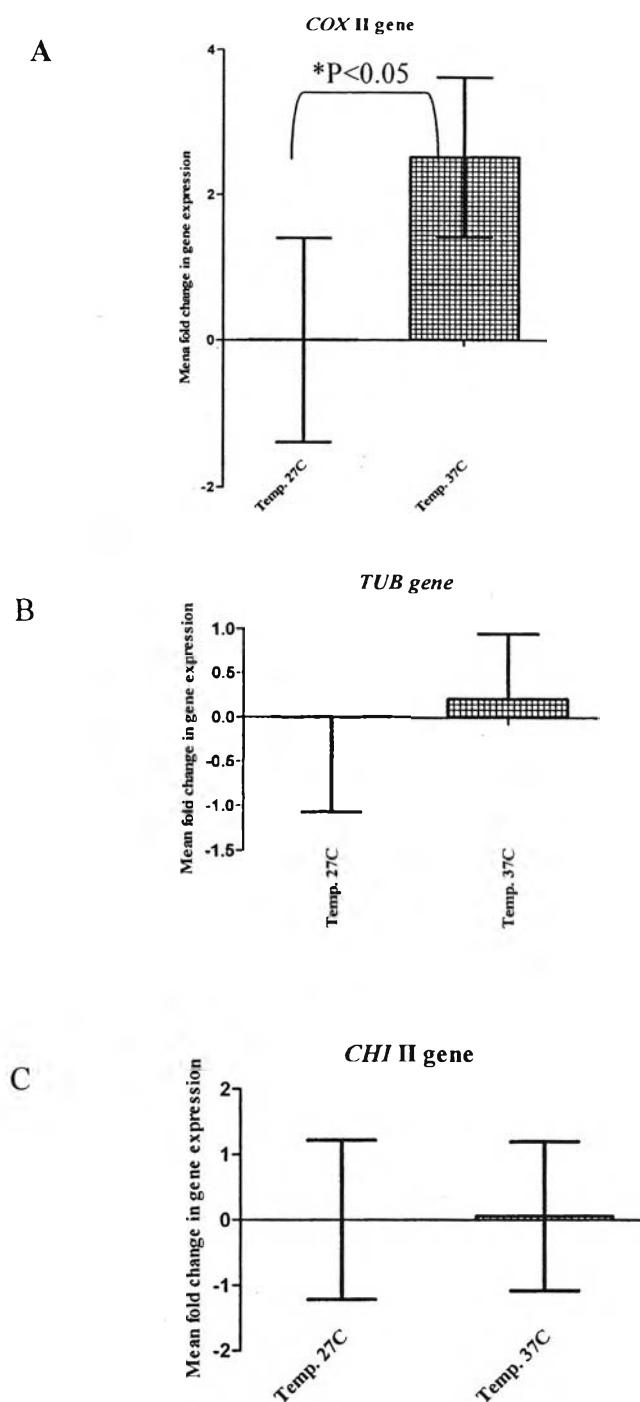 A
COX II gene
*P<0.05
Mena fold change in gene expression
4
2
0
-2
Temp. 27C
Temp. 37C
B
TUB gene
Mean fold change in gene expression
1.0
0.5
0.0
-0.5
-1.0
-1.5
Temp. 27C
Temp. 37C
C
CHI II gene
Mean fold change in gene expression
2
1
0
-1
-2
Temp. 27C
Temp. 37C